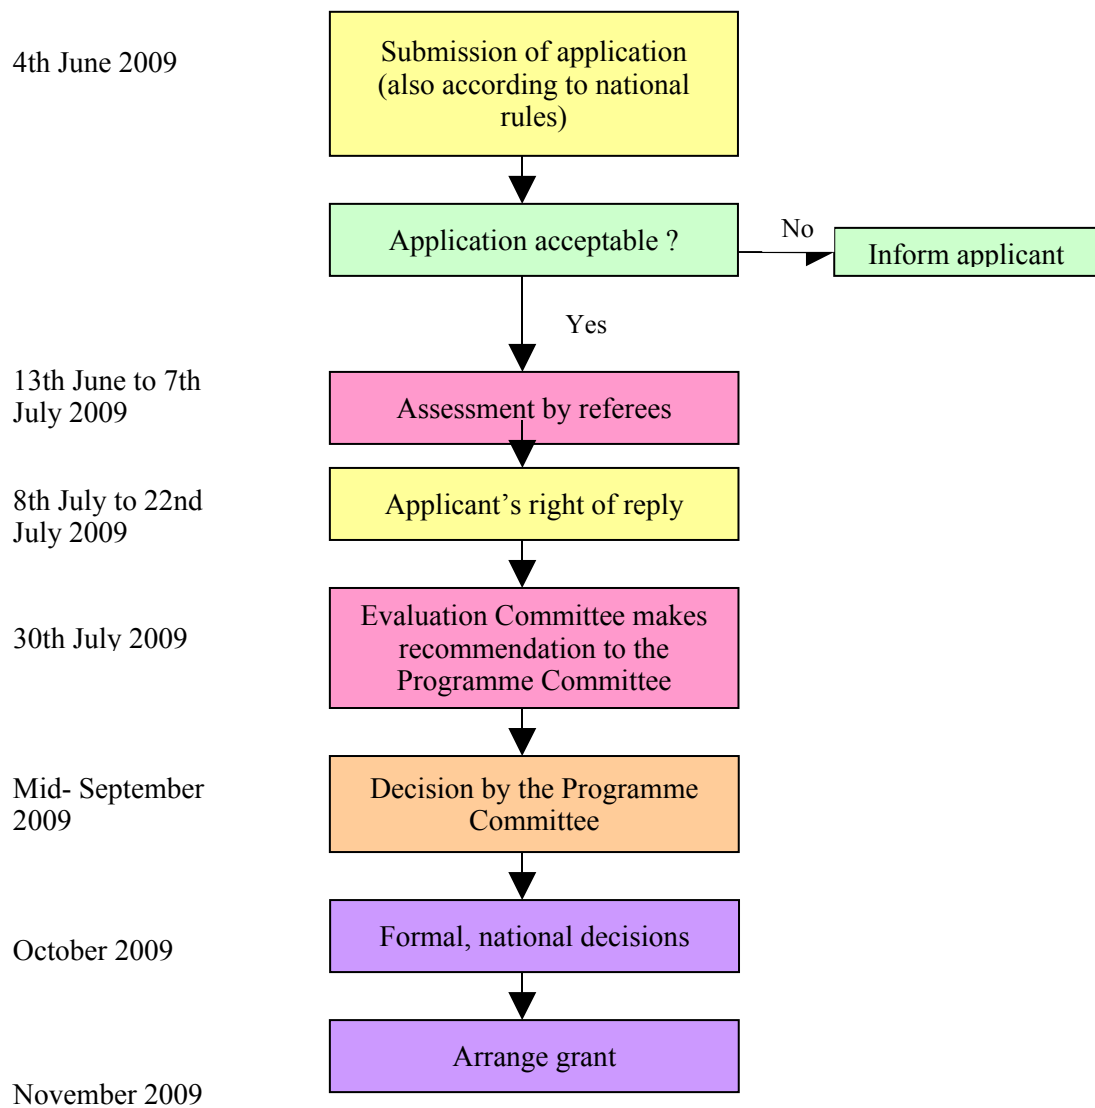 4th June 2009
Submission of application
(also according to national
rules)
Application acceptable ?
No
Inform applicant
Yes
13th June to 7th
July 2009
Assessment by referees
8th July to 22nd
July 2009
Applicant’s right of reply
30th July 2009
Evaluation Committee makes
recommendation to the
Programme Committee
Mid- September
2009
Decision by the Programme
Committee
October 2009
Formal, national decisions
Arrange grant
November 2009